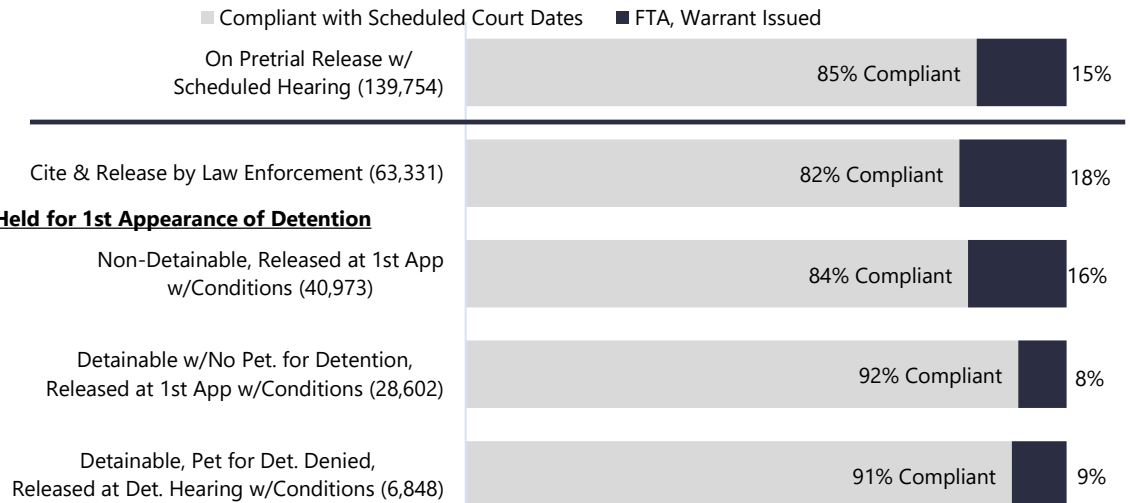 Compliant with Scheduled Court Dates FTA, Warrant Issued
On Pretrial Release w/
Scheduled Hearing (139,754)
85% Compliant 15%
Cite & Release by Law Enforcement (63,331)
82% Compliant 18%
Held for 1st Appearance of Detention
Non-Detainable, Released at 1st App
w/Conditions (40,973)
84% Compliant 16%
Detainable w/No Pet. for Detention,
Released at 1st App w/Conditions (28,602)
92% Compliant 8%
Detainable, Pet for Det. Denied,
Released at Det. Hearing w/Conditions (6,848)
91% Compliant 9%